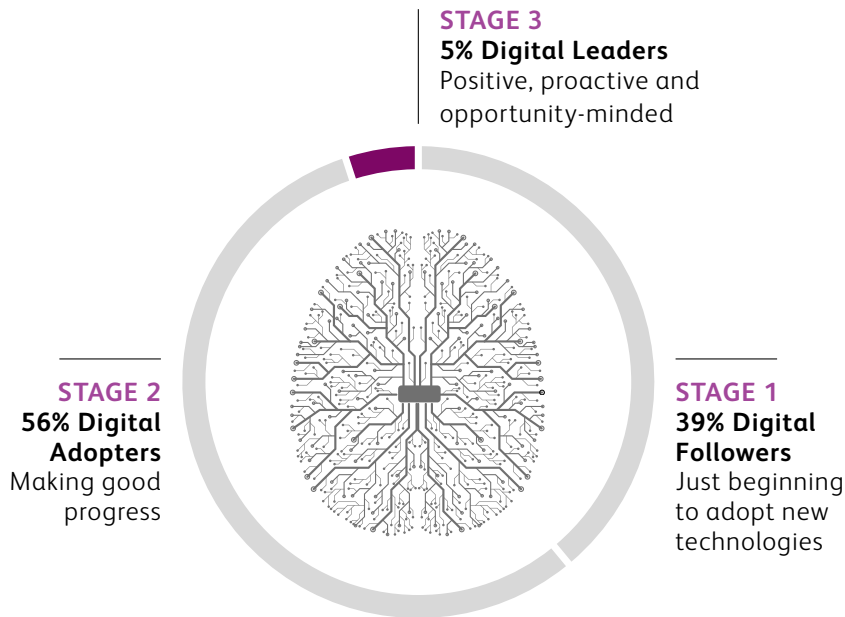 STAGE 3
5% Digital Leaders
Positive, proactive and
opportunity-minded
STAGE 2
56% Digital
Adopters
Making good
progress
STAGE 1
39% Digital
Followers
Just beginning
to adopt new
technologies